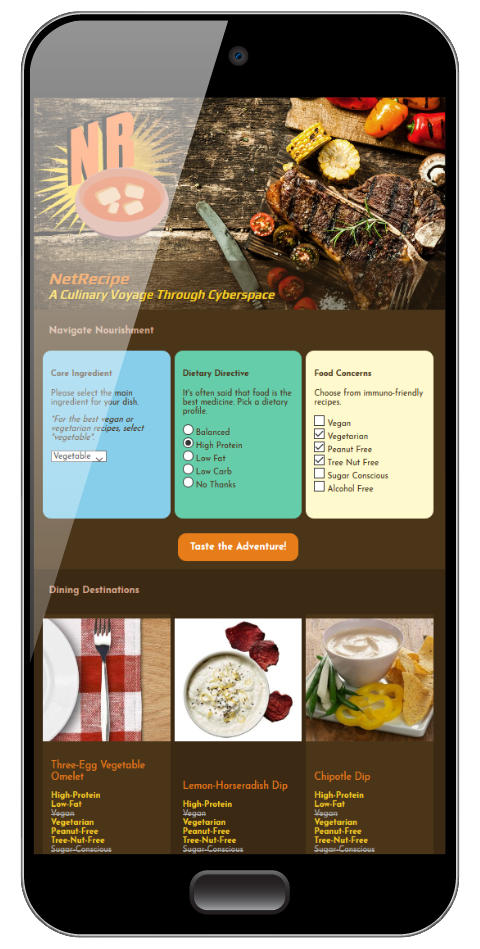 NR
NetRecipe
A Culinary Voyage Through Cyberspace
Navigate Nourishment
Core Ingredient
Please select the main
ingredient for your dish.
*For the best vegan or
vegetarian recipes, select
"vegetable".
Vegetable
Dietary Directive
It's often said that food is the
best medicine. Pick a dietary
profile.
Balanced
High Protein
Low Fat
Low Carb
No Thanks
Food Concerns
Choose from immuno-friendly
recipes.
Vegan
Vegetarian
Peanut Free
Tree Nut Free
Sugar Conscious
Alcohol Free
Taste the Adventure!
Dining Destinations
Three-Egg Vegetable
Omelet
High-Protein
Low-Fat
Vegan
Vegetarian
Peanut-Free
Tree-Nut-Free
Sugar-Conscious
Lemon-Horseradish Dip
High-Protein
Vegan
Vegetarian
Peanut-Free
Tree-Nut-Free
Sugar-Conscious
Chipotle Dip
High-Protein
Low-Fat
Vegan
Vegetarian
Peanut-Free
Tree-Nut-Free
Sugar-Conscious